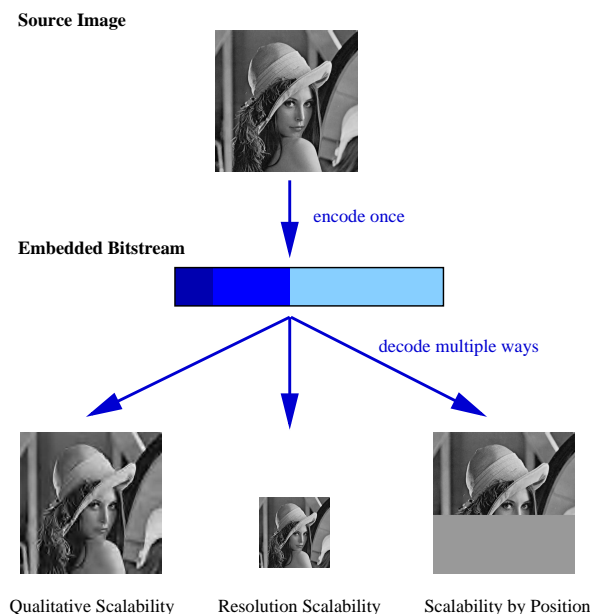 Source Image
encode once
Embedded Bitstream
decode multiple ways
Qualitative Scalability
Resolution Scalability
Scalability by Position